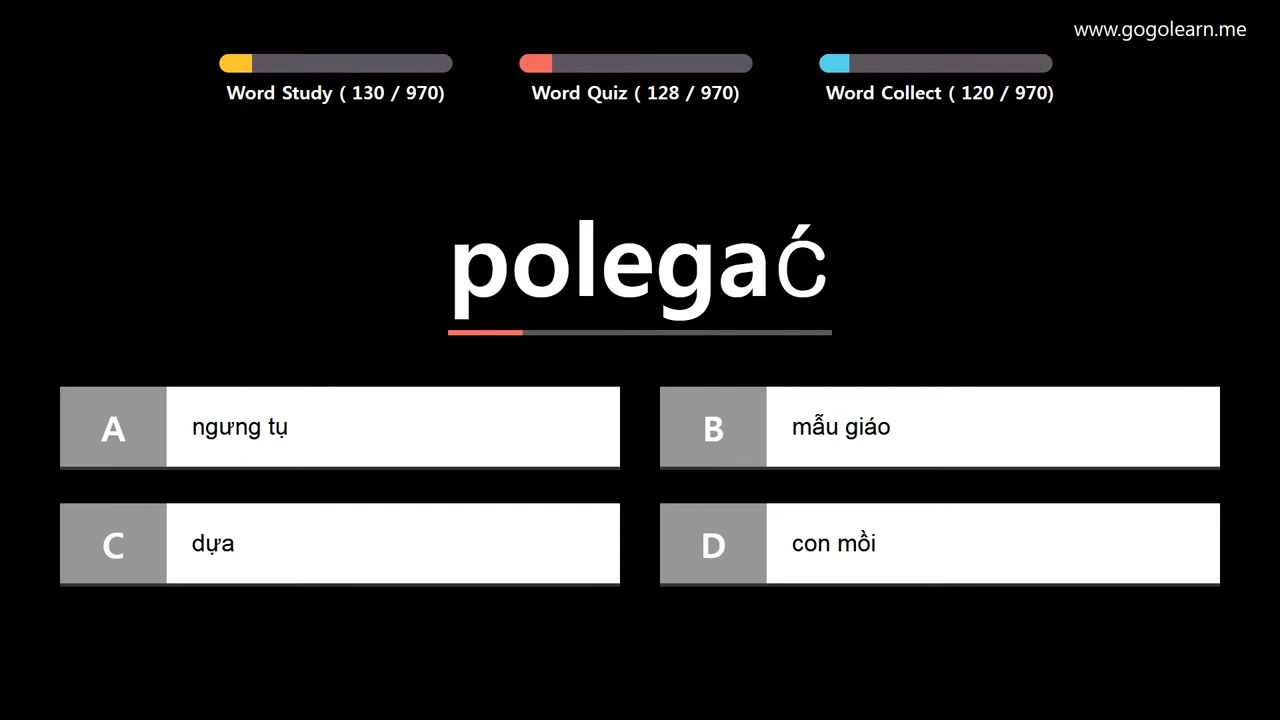 www.gogolearn.me
Word Study ( 130 / 970)
Word Quiz ( 128 / 970)
Word Collect ( 120 / 970)
polegać
A ngưng tụ
B mẫu giáo
C dựa
D con mồi